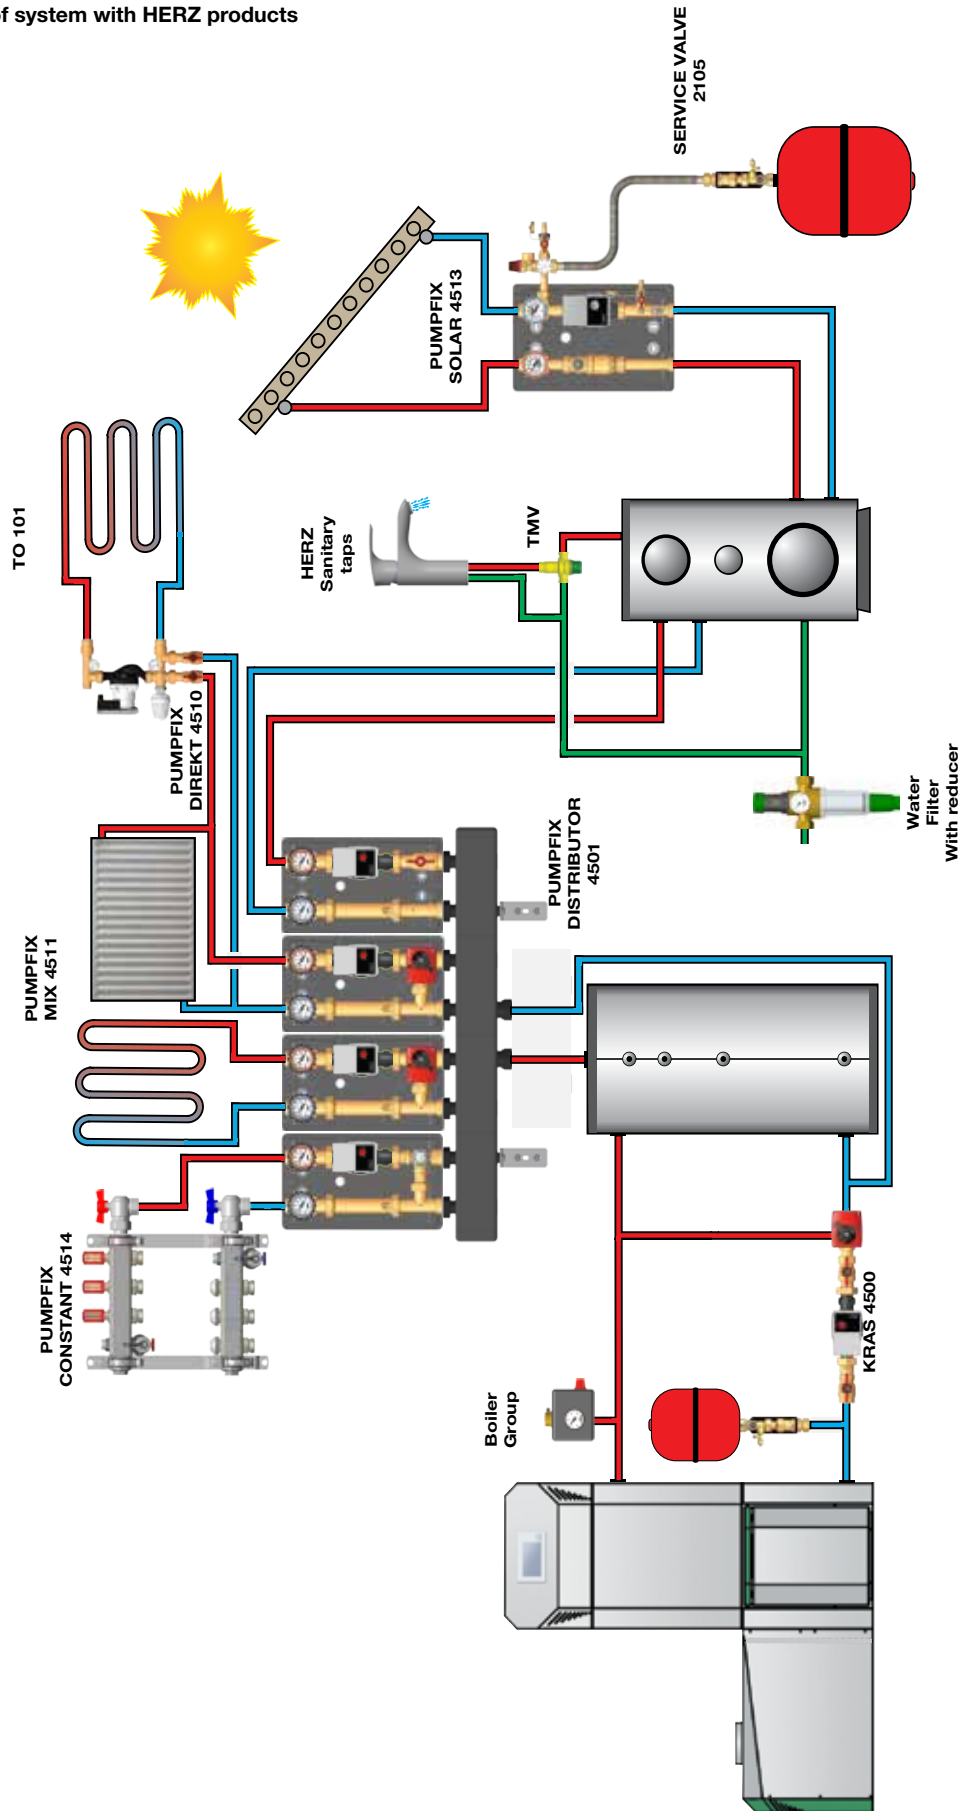 of system with HERZ products
SERVICE VALVE
2105
PUMPFIX
SOLAR 4513
TO 101
HERZ
Sanitary
taps
TMV
PUMPFIX
DIREKT 4510
PUMPFIX
MIX 4511
PUMPFIX
DISTRIBUTOR
4501
Water
Filter
With reducer
PUMPFIX
CONSTANT 4514
KRAS 4500
Boiler
Group